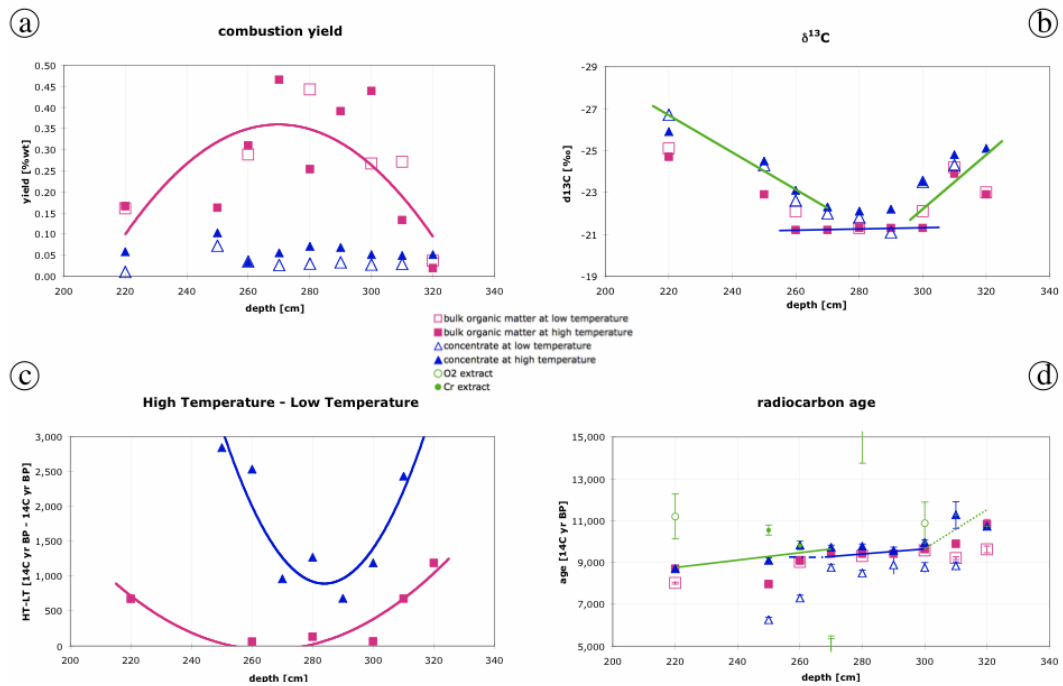 a
combustion yield
0.50
0.45
0.40
0.35
0.30
0.25
0.20
0.15
0.10
0.05
0.00
yield [%wt]
200 220 240 260 280 300 320 340
depth [cm]
b
δ13C
-29
-27
-25
-23
-21
-19
d13C [‰]
200 220 240 260 280 300 320 340
depth [cm]
bulk organic matter at low temperature
bulk organic matter at high temperature
concentrate at low temperature
concentrate at high temperature
O2 extract
Cr extract
c
High Temperature - Low Temperature
3,000
2,500
2,000
1,500
1,000
500
0
HT-LT [14C yr BP - 14C yr BP]
200 220 240 260 280 300 320 340
depth [cm]
d
radiocarbon age
15,000
13,000
11,000
9,000
7,000
5,000
age [14C yr BP]
200 220 240 260 280 300 320 340
depth [cm]